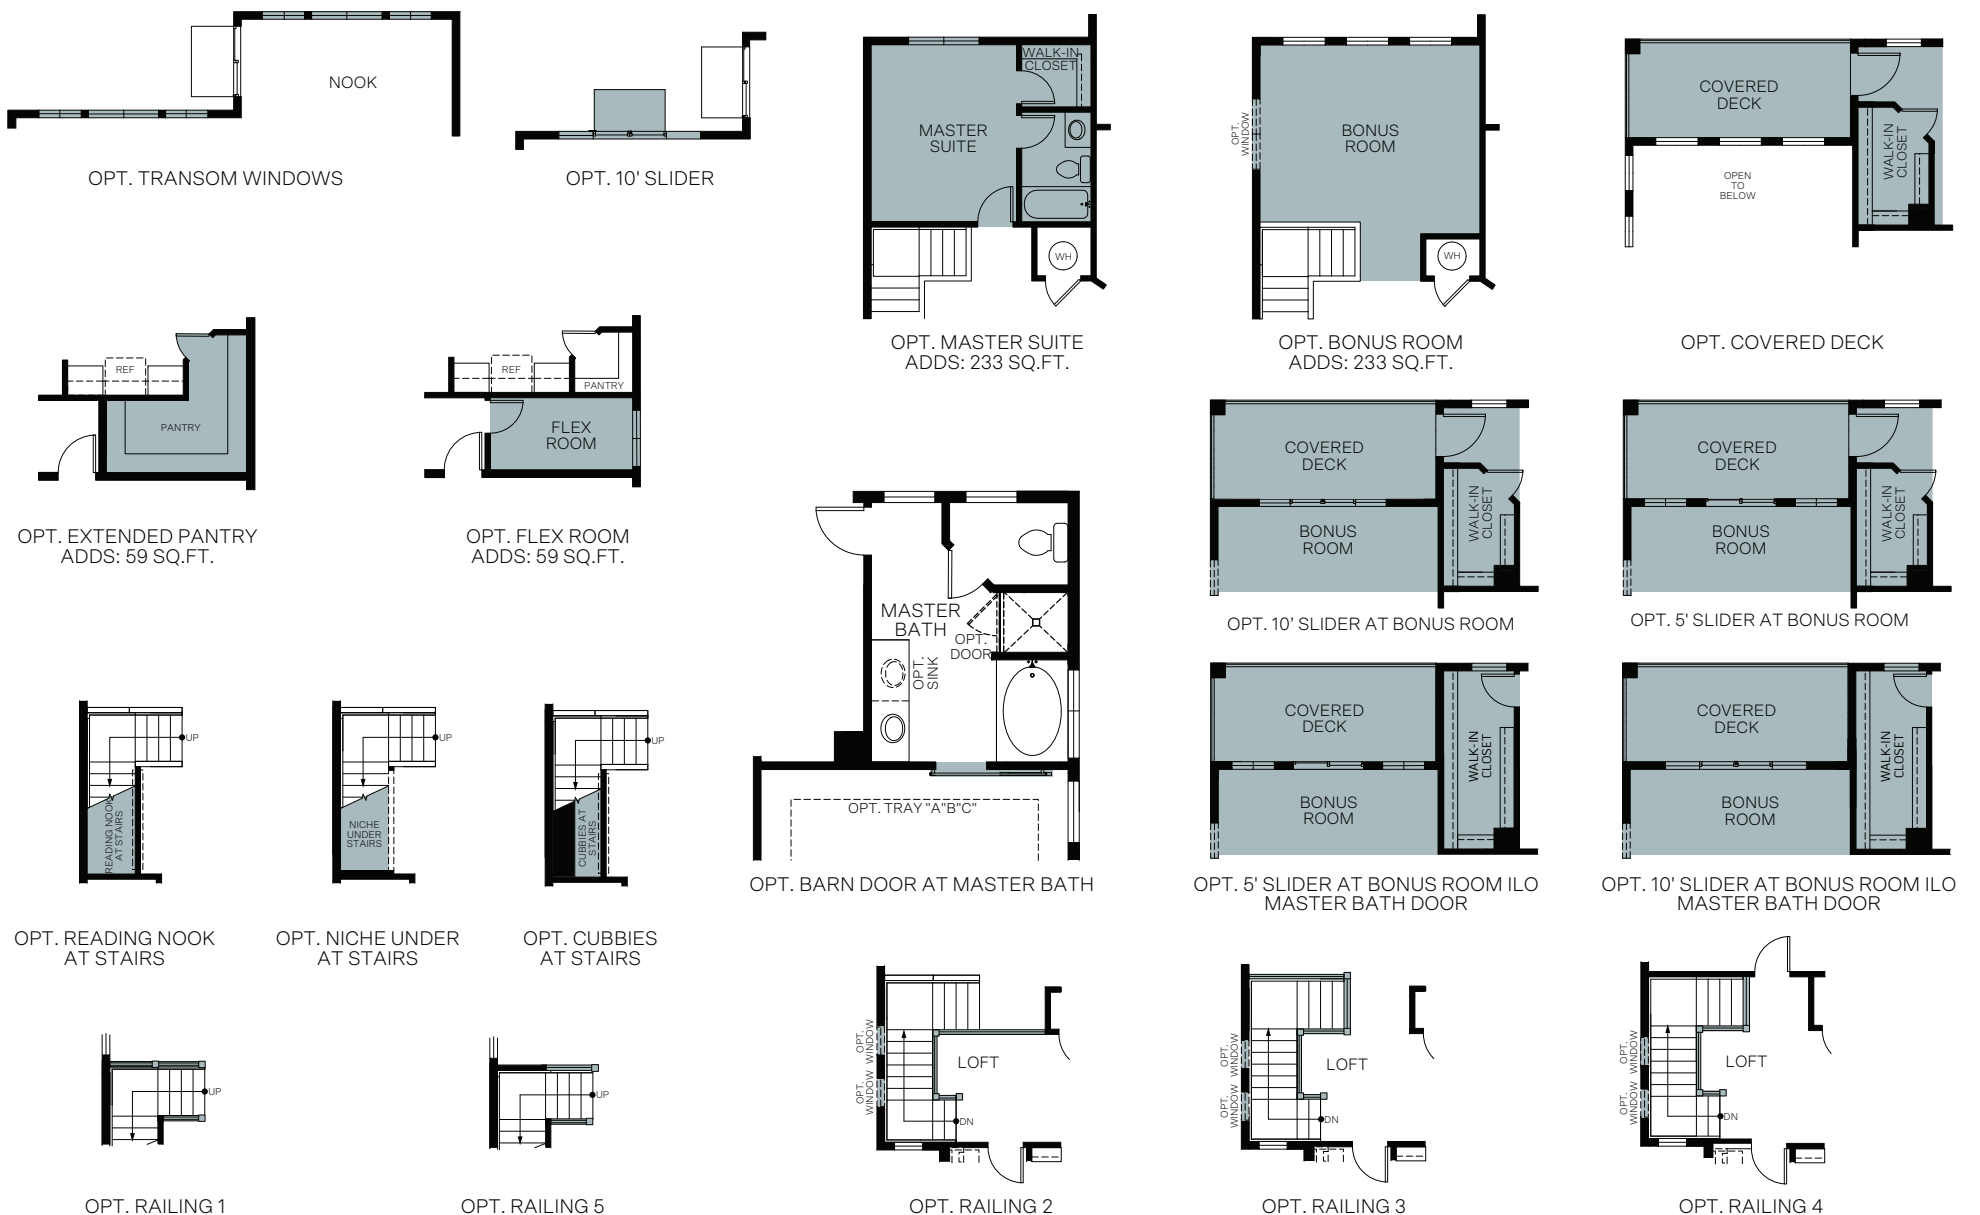 NOOK
OPT. TRANSOM WINDOWS
OPT. 10' SLIDER
WALK-IN
CLOSET
MASTER
SUITE
WH
OPT. MASTER SUITE
ADDS: 233 SQ.FT.
OPT.
WINDOW
BONUS
ROOM
WH
OPT. BONUS ROOM
ADDS: 233 SQ.FT.
COVERED
DECK
WALK-IN
CLOSET
OPEN
TO
BELOW
OPT. COVERED DECK
REF
PANTRY
OPT. EXTENDED PANTRY
ADDS: 59 SQ.FT.
REF
PANTRY
FLEX
ROOM
OPT. FLEX ROOM
ADDS: 59 SQ.FT.
MASTER
BATH
OPT.
DOOR
OPT.
SINK
OPT. TRAY "A"B"C"
OPT. BARN DOOR AT MASTER BATH
COVERED
DECK
WALK-IN
CLOSET
BONUS
ROOM
OPT. 10' SLIDER AT BONUS ROOM
COVERED
DECK
WALK-IN
CLOSET
BONUS
ROOM
OPT. 5' SLIDER AT BONUS ROOM
COVERED
DECK
WALK-IN
CLOSET
BONUS
ROOM
OPT. 5' SLIDER AT BONUS ROOM ILO
MASTER BATH DOOR
COVERED
DECK
WALK-IN
CLOSET
BONUS
ROOM
OPT. 10' SLIDER AT BONUS ROOM ILO
MASTER BATH DOOR
UP
READING NOOK
AT STAIRS
OPT. READING NOOK
AT STAIRS
UP
NICHE
UNDER
STAIRS
OPT. NICHE UNDER
AT STAIRS
UP
CUBBIES AT
STAIRS
OPT. CUBBIES
AT STAIRS
UP
OPT. RAILING 1
UP
OPT. RAILING 5
OPT.
WINDOW
OPT.
WINDOW
LOFT
DN
OPT. RAILING 2
OPT.
WINDOW
OPT.
WINDOW
LOFT
DN
OPT. RAILING 3
OPT.
WINDOW
OPT.
WINDOW
LOFT
DN
OPT. RAILING 4